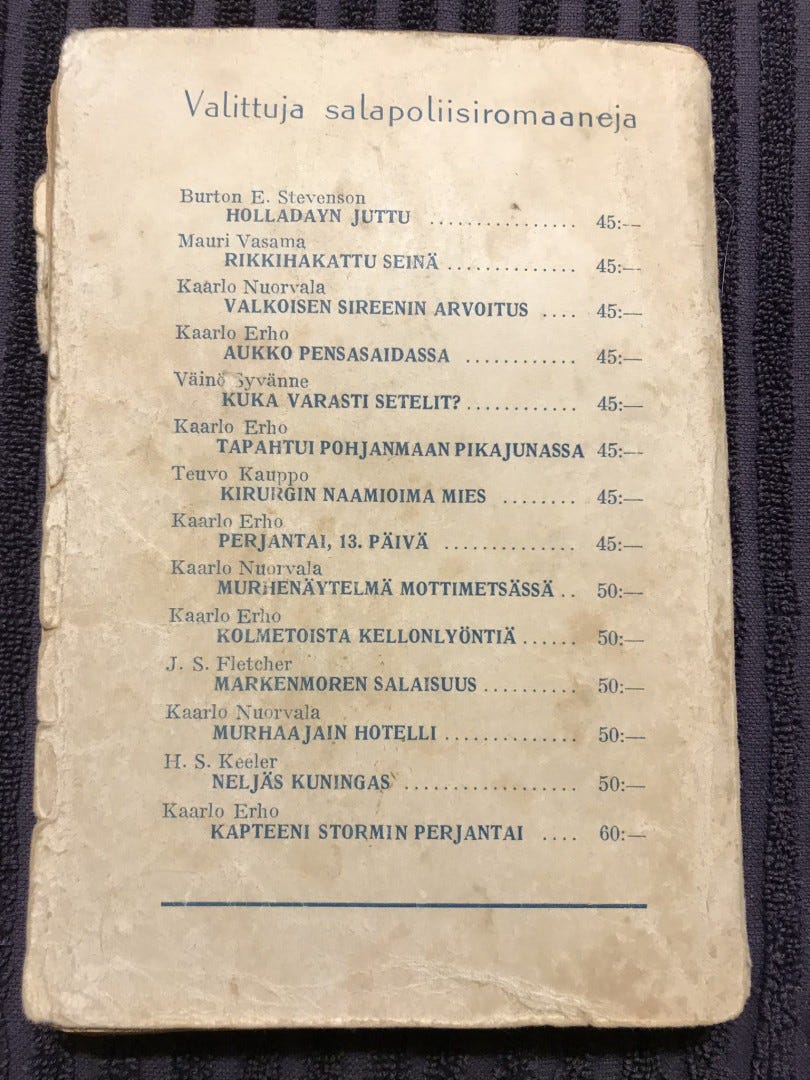 Valittuja salapoliisiromaaneja
Burton E. Stevenson
HOLLADAYN JUTTU ................ 45:—
Mauri Vasama
RIKKIHAKATTU SEINÄ .............. 45:—
Kaarlo Nuorvala
VALKOISEN SIREENIN ARVOITUS .... 45:—
Kaarlo Erho
AUKKO PENSASAIDASSA ............ 45:—
Väinö Syvänne
KUKA VARASTI SETELIT? ............ 45:—
Kaarlo Erho
TAPAHTUI POHJANMAAN PIKAJUNASSA 45:—
Teuvo Kauppo
KIRURGIN NAAMIOIMA MIES ........ 45:—
Kaarlo Erho
PERJANTAI, 13. PÄIVÄ .............. 45:—
Kaarlo Nuorvala
MURHENÄYTELMÄ MOTTIMETSÄSSÄ .. 50:—
Kaarlo Erho
KOLMETOISTA KELLONLYÖNTIÄ ...... 50:—
J. S. Fletcher
MARKENMOREN SALAISUUS .......... 50:—
Kaarlo Nuorvala
MURHAAJAIN HOTELLI .............. 50:—
H. S. Keeler
NELJÄS KUNINGAS .................. 50:—
Kaarlo Erho
KAPTEENI STORMIN PERJANTAI .... 60:—